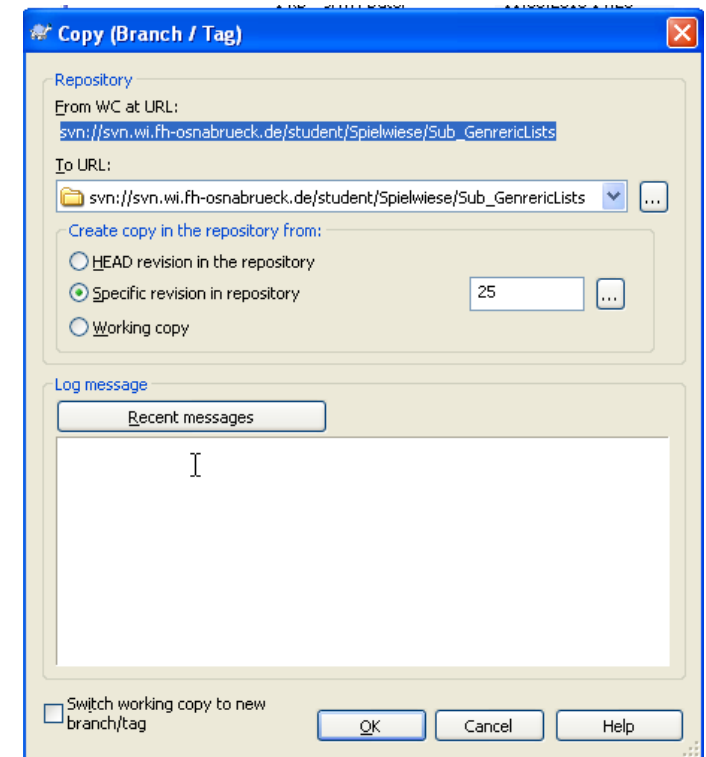 Copy (Branch / Tag)
Repository
From WC at URL:
svn://svn.wi.fh-osnabrueck.de/student/Spielwiese/Sub_GenrericLists
To URL:
svn://svn.wi.fh-osnabrueck.de/student/Spielwiese/Sub_GenrericLists
...
Create copy in the repository from:
HEAD revision in the repository
Specific revision in repository
25
...
Working copy
Log message
Recent messages
Switch working copy to new
branch/tag
OK
Cancel
Help